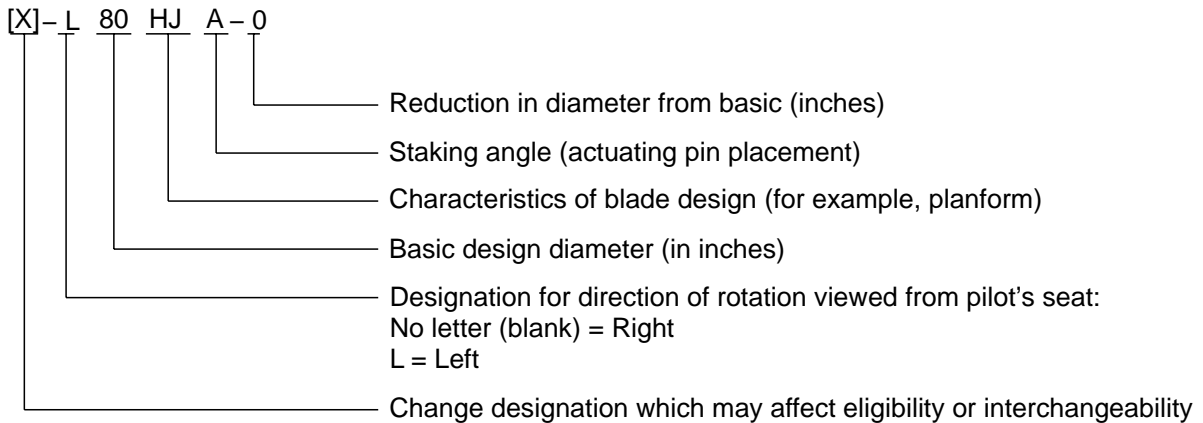 [X]–L 80 HJ A–0
Reduction in diameter from basic (inches)
Staking angle (actuating pin placement)
Characteristics of blade design (for example, planform)
Basic design diameter (in inches)
Designation for direction of rotation viewed from pilot’s seat:
No letter (blank) = Right
L = Left
Change designation which may affect eligibility or interchangeability